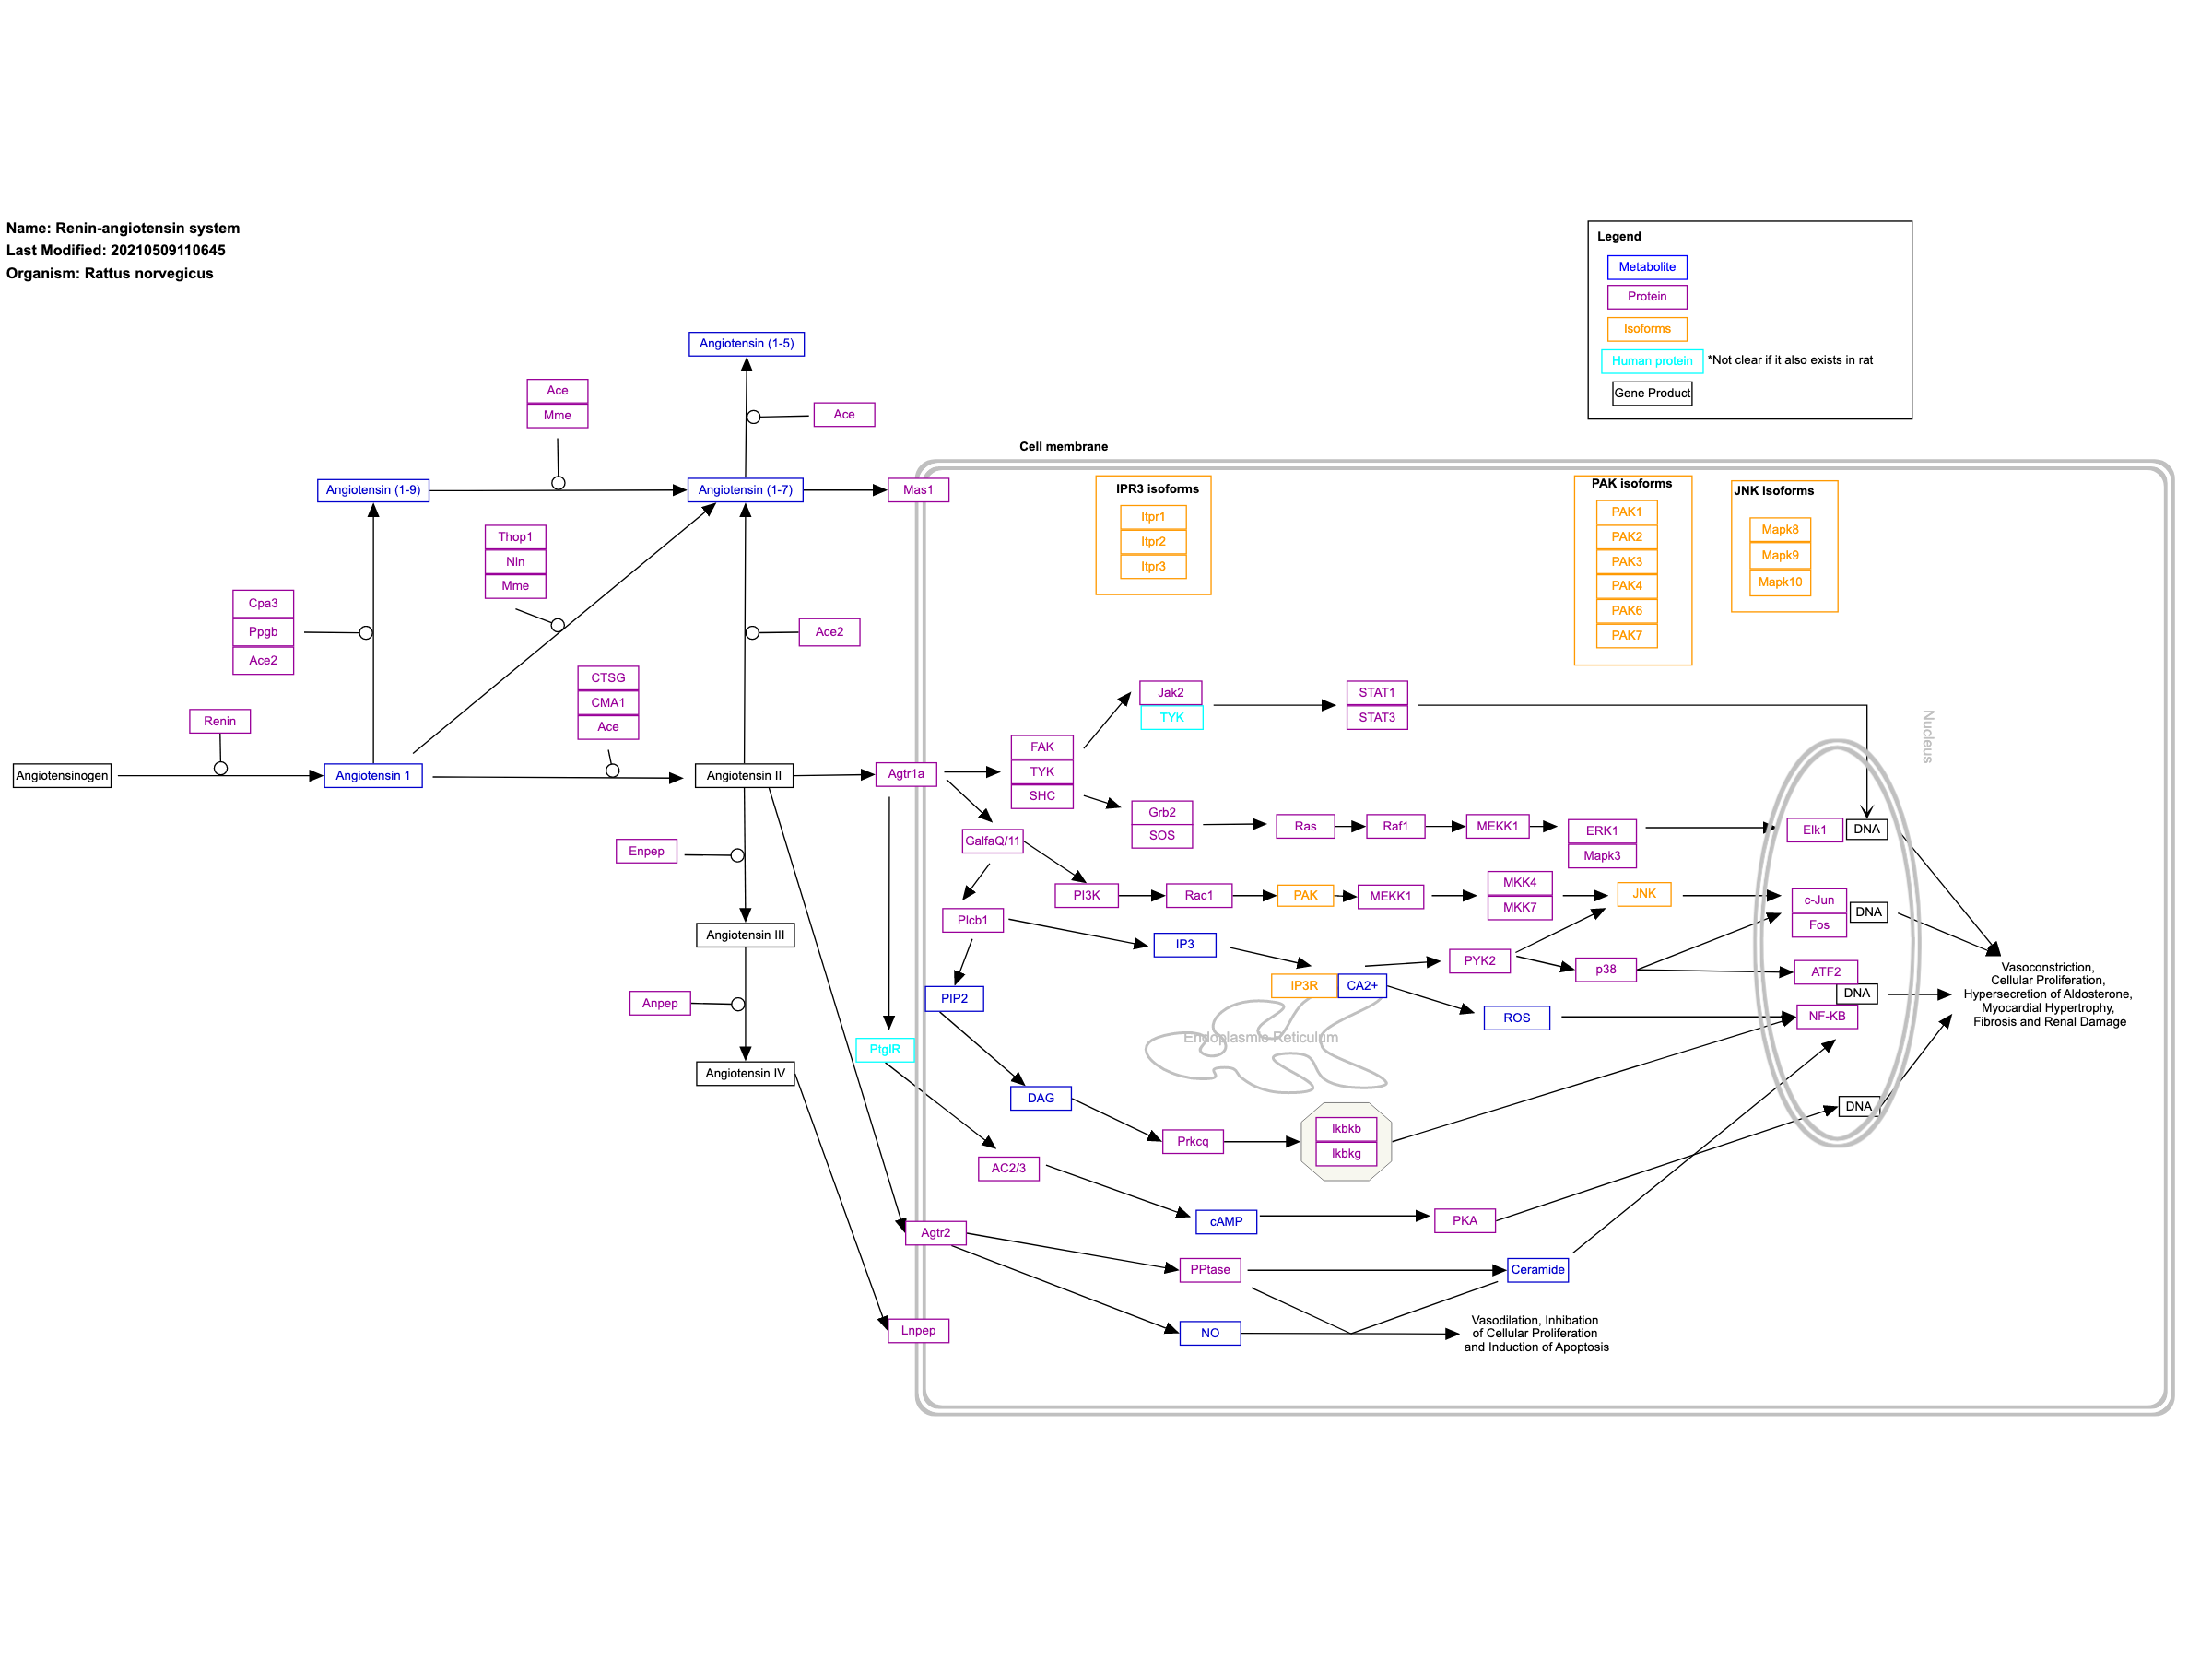 Name: Renin-angiotensin system
Last Modified: 20210509110645
Organism: Rattus norvegicus
Legend
Metabolite
Protein
Isoforms
Human protein *Not clear if it also exists in rat
Gene Product
Angiotensin (1-5)
Ace
Mme
Ace
Cell membrane
Angiotensin (1-9)
Angiotensin (1-7)
Mas1
IPR3 isoforms
Itpr1
Itpr2
Itpr3
PAK isoforms
PAK1
PAK2
PAK3
PAK4
PAK6
PAK7
JNK isoforms
Mapk8
Mapk9
Mapk10
Thop1
Nln
Mme
Cpa3
Ppgb
Ace2
Ace2
CTSG
CMA1
Ace
Renin
Angiotensinogen
Angiotensin 1
Angiotensin II
Agtr1a
FAK
TYK
SHC
Jak2
TYK
STAT1
STAT3
Nucleus
Grb2
SOS
Ras
Raf1
MEKK1
ERK1
Mapk3
Elk1
DNA
GalfaQ/11
Enpep
PI3K
Rac1
PAK
MEKK1
MKK4
MKK7
JNK
c-Jun
Fos
DNA
Plcb1
Angiotensin III
IP3
PYK2
p38
ATF2
DNA
NF-KB
IP3R
CA2+
ROS
PIP2
Anpep
Endoplasmic Reticulum
PtgIR
Angiotensin IV
DAG
DNA
Vasoconstriction,
Cellular Proliferation,
Hypersecretion of Aldosterone,
Myocardial Hypertrophy,
Fibrosis and Renal Damage
Prkcq
Ikbkb
Ikbkg
AC2/3
cAMP
PKA
Agtr2
PPtase
Ceramide
Lnpep
NO
Vasodilation, Inhibation
of Cellular Proliferation
and Induction of Apoptosis